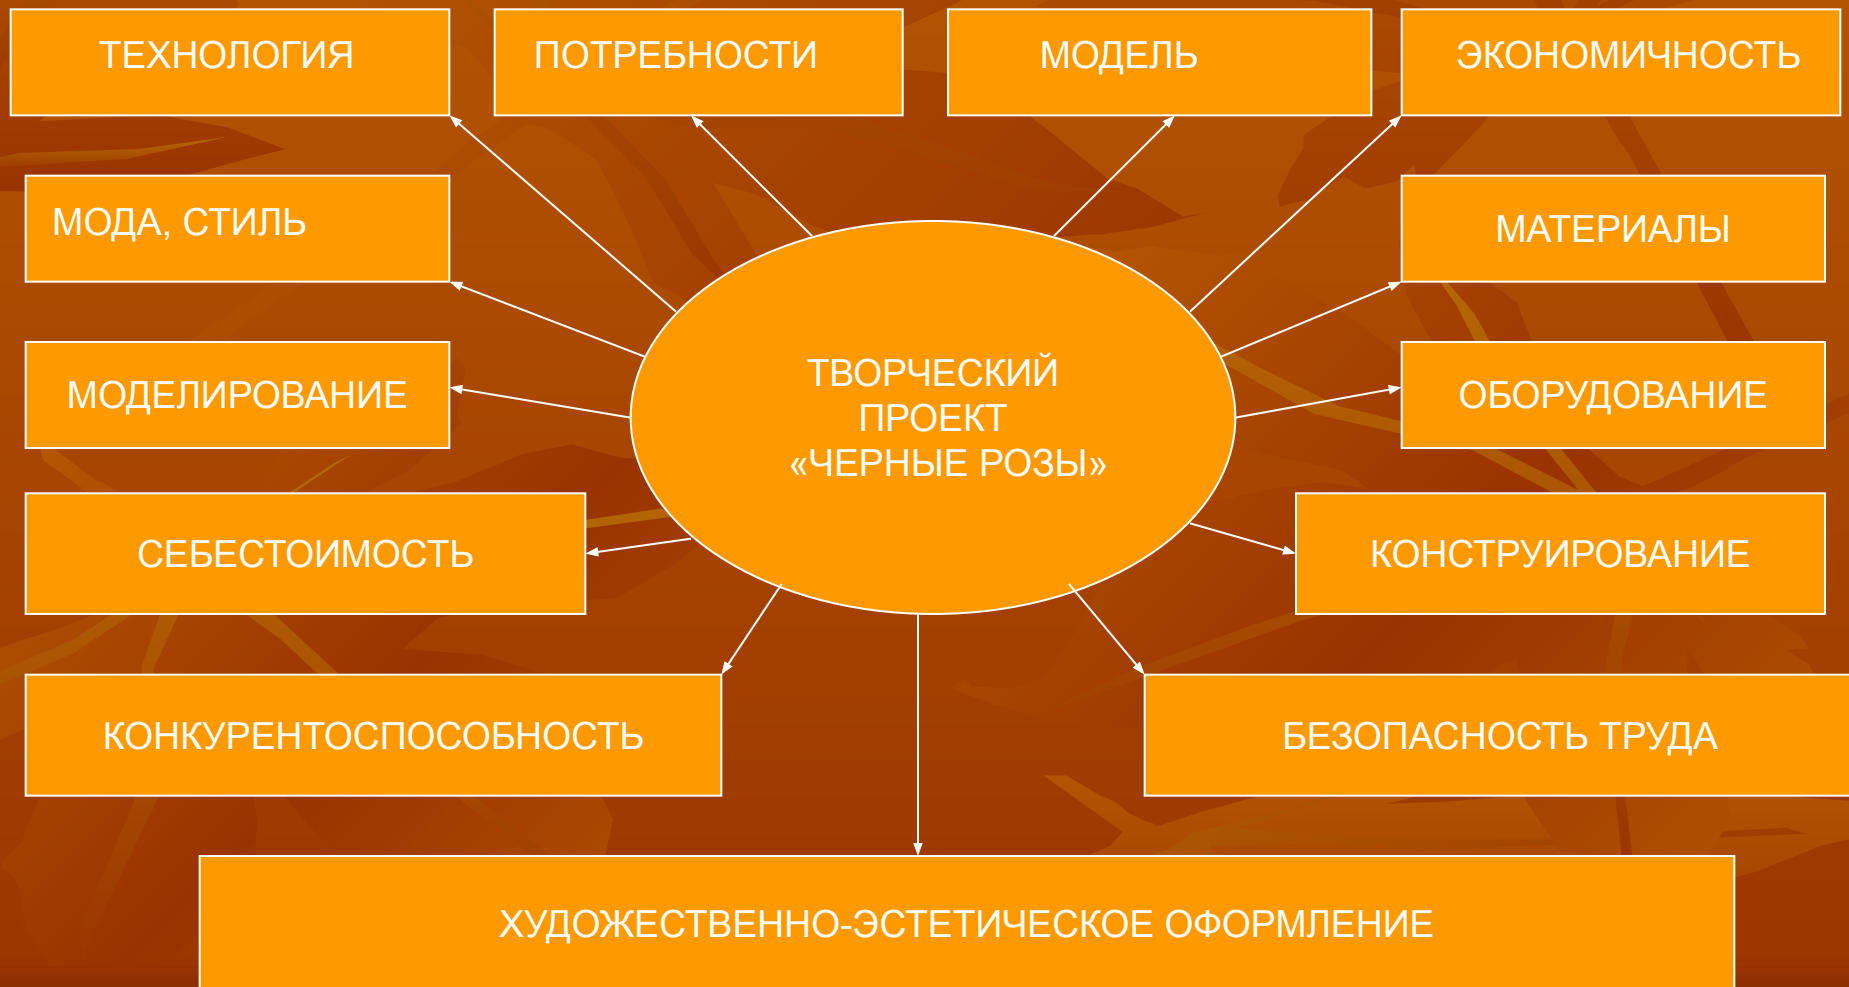 ТЕХНОЛОГИЯ
ПОТРЕБНОСТИ
МОДЕЛЬ
ЭКОНОМИЧНОСТЬ
МОДА, СТИЛЬ
МАТЕРИАЛЫ
МОДЕЛИРОВАНИЕ
ТВОРЧЕСКИЙ
ПРОЕКТ
«ЧЕРНЫЕ РОЗЫ»
ОБОРУДОВАНИЕ
СЕБЕСТОИМОСТЬ
КОНСТРУИРОВАНИЕ
КОНКУРЕНТОСПОСОБНОСТЬ
БЕЗОПАСНОСТЬ ТРУДА
ХУДОЖЕСТВЕННО-ЭСТЕТИЧЕСКОЕ ОФОРМЛЕНИЕ